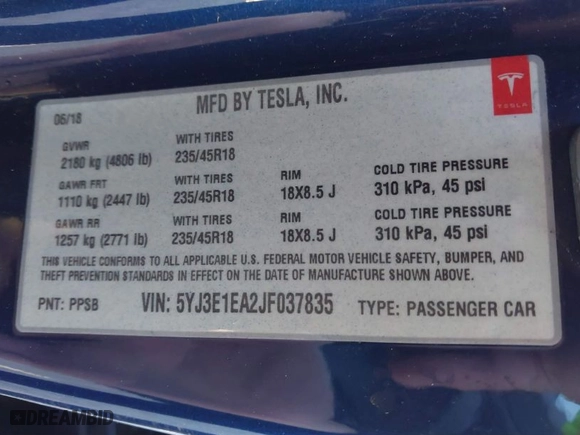 MFD BY TESLA, INC.
TESLA
06/18
GVWR
2180 kg (4806 lb)
WITH TIRES
235/45R18
GAWR FRT
1110 kg (2447 lb)
WITH TIRES
235/45R18
RIM
18X8.5 J
COLD TIRE PRESSURE
310 kPa, 45 psi
GAWR RR
1257 kg (2771 lb)
WITH TIRES
235/45R18
RIM
18X8.5 J
COLD TIRE PRESSURE
310 kPa, 45 psi
THIS VEHICLE CONFORMS TO ALL APPLICABLE U.S. FEDERAL MOTOR VEHICLE SAFETY, BUMPER, AND
THEFT PREVENTION STANDARDS IN EFFECT ON THE DATE OF MANUFACTURE SHOWN ABOVE.
PNT: PPSB
VIN: 5YJ3E1EA2JF037835
TYPE: PASSENGER CAR
DREAMBID